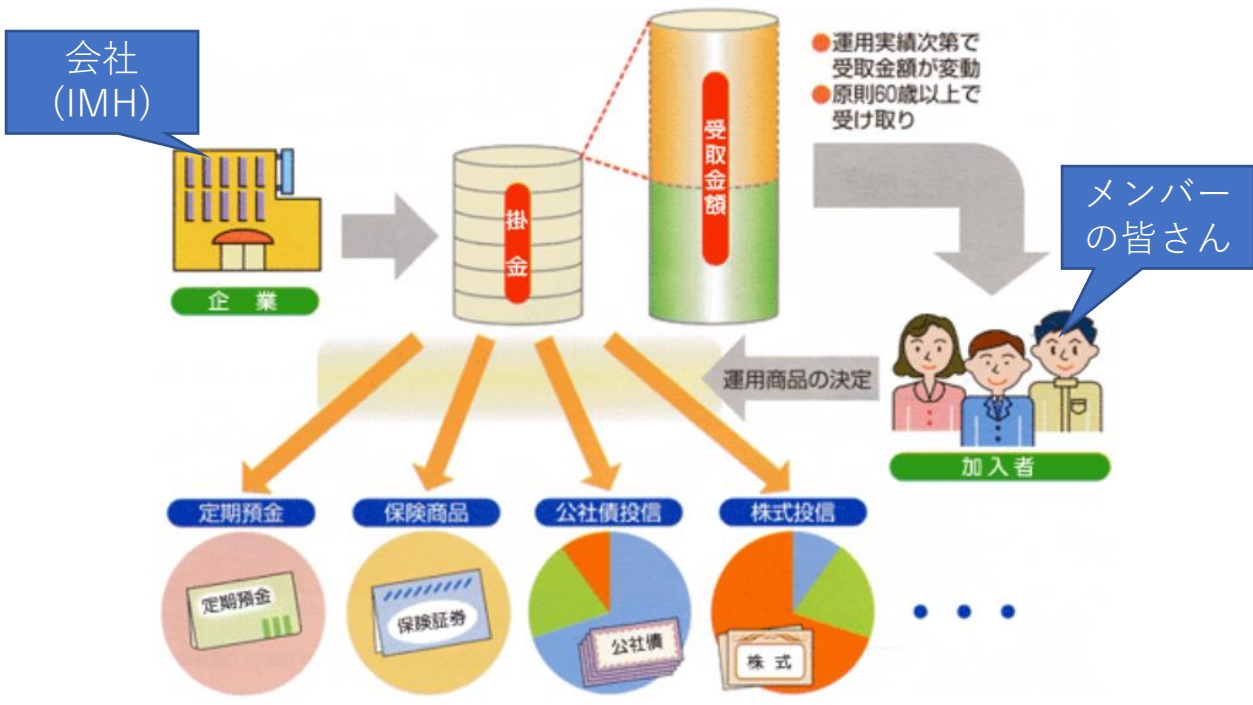 会社
(IMH)
企業
掛金
受取金額
●運用実績次第で
受取金額が変動
●原則60歳以上で
受け取り
メンバー
の皆さん
運用商品の決定
加入者
定期預金
保険商品
公社債投信
株式投信
定期預金
保険証券
公社債
株式